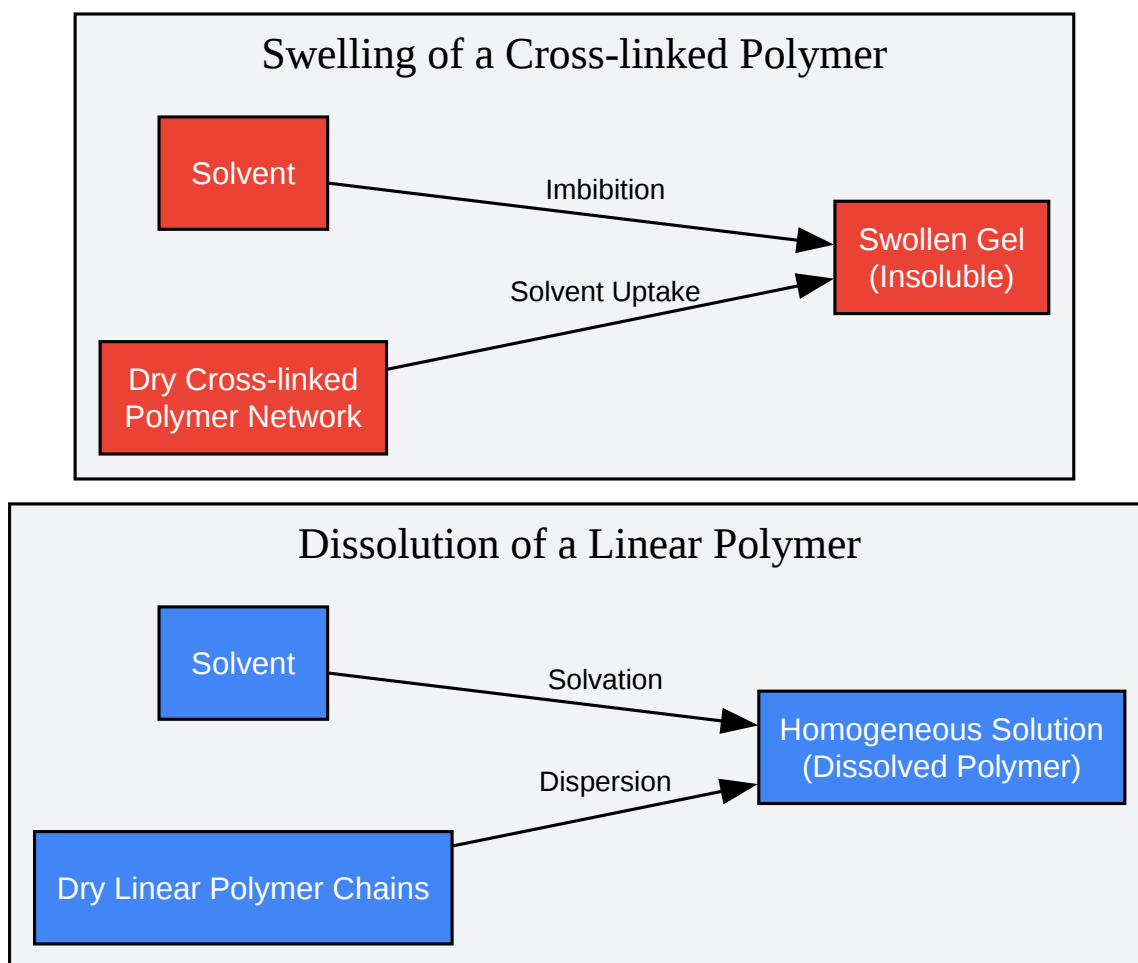 Swelling of a Cross-linked Polymer
Solvent
Imbibition
Swollen Gel
(Insoluble)
Solvent Uptake
Dry Cross-linked
Polymer Network
Dissolution of a Linear Polymer
Solvent
Solvation
Homogeneous Solution
(Dissolved Polymer)
Dispersion
Dry Linear Polymer Chains